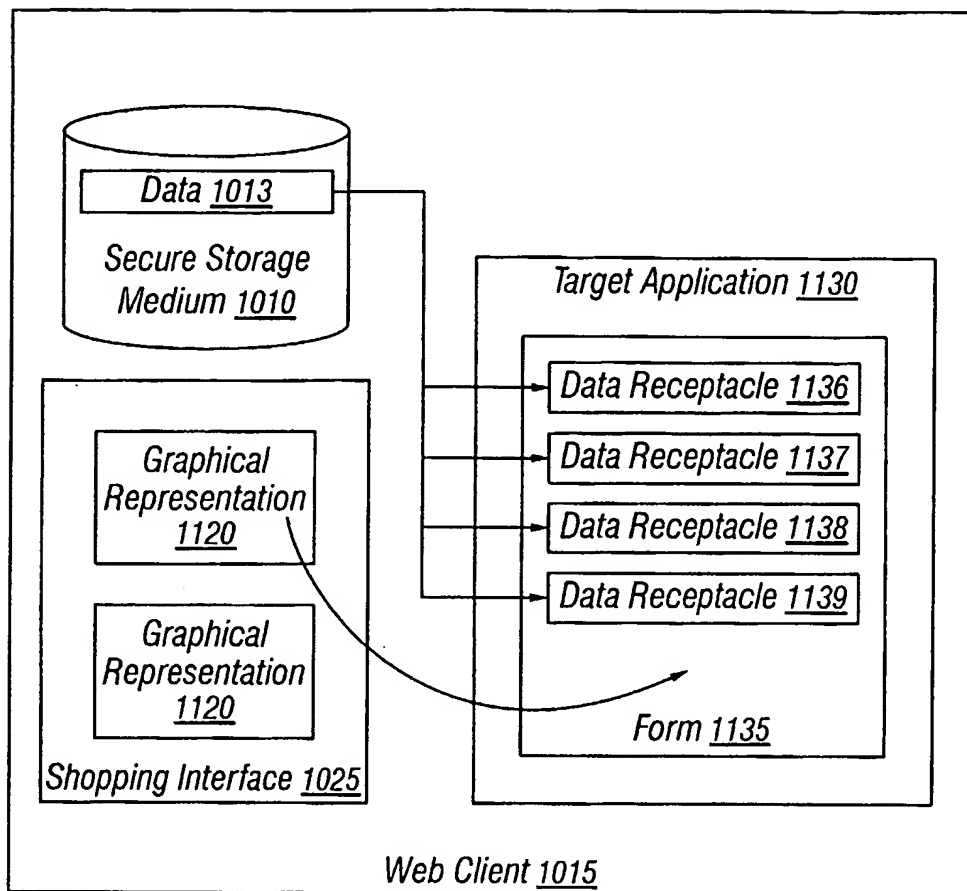 Data 1013
Secure Storage
Medium 1010
Target Application 1130
Data Receptacle 1136
Data Receptacle 1137
Data Receptacle 1138
Data Receptacle 1139
Form 1135
Graphical
Representation
1120
Graphical
Representation
1120
Shopping Interface 1025
Web Client 1015